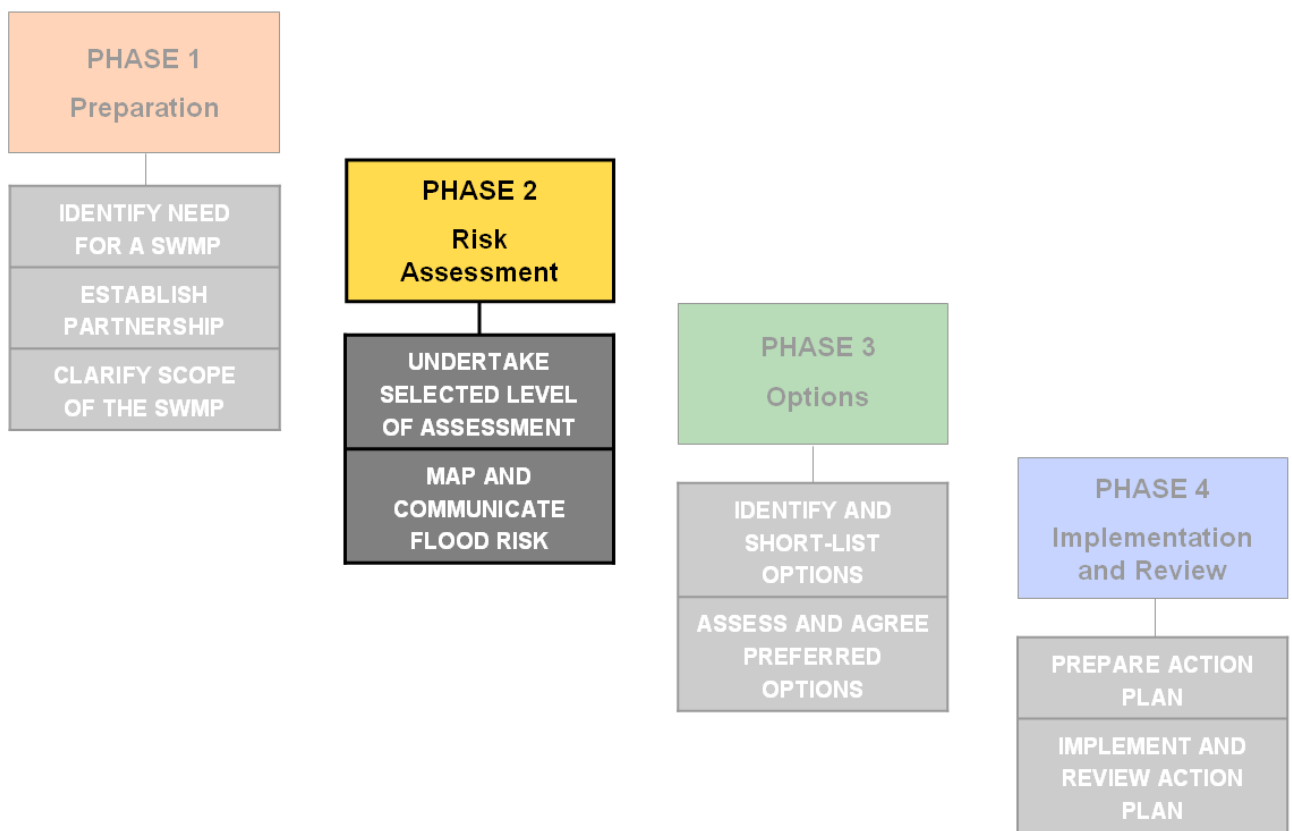 PHASE 1
Preparation
IDENTIFY NEED
FOR A SWMP
ESTABLISH
PARTNERSHIP
CLARIFY SCOPE
OF THE SWMP
PHASE 2
Risk
Assessment
UNDERTAKE
SELECTED LEVEL
OF ASSESSMENT
MAP AND
COMMUNICATE
FLOOD RISK
PHASE 3
Options
IDENTIFY AND
SHORT-LIST
OPTIONS
ASSESS AND AGREE
PREFERRED
OPTIONS
PHASE 4
Implementation
and Review
PREPARE ACTION
PLAN
IMPLEMENT AND
REVIEW ACTION
PLAN